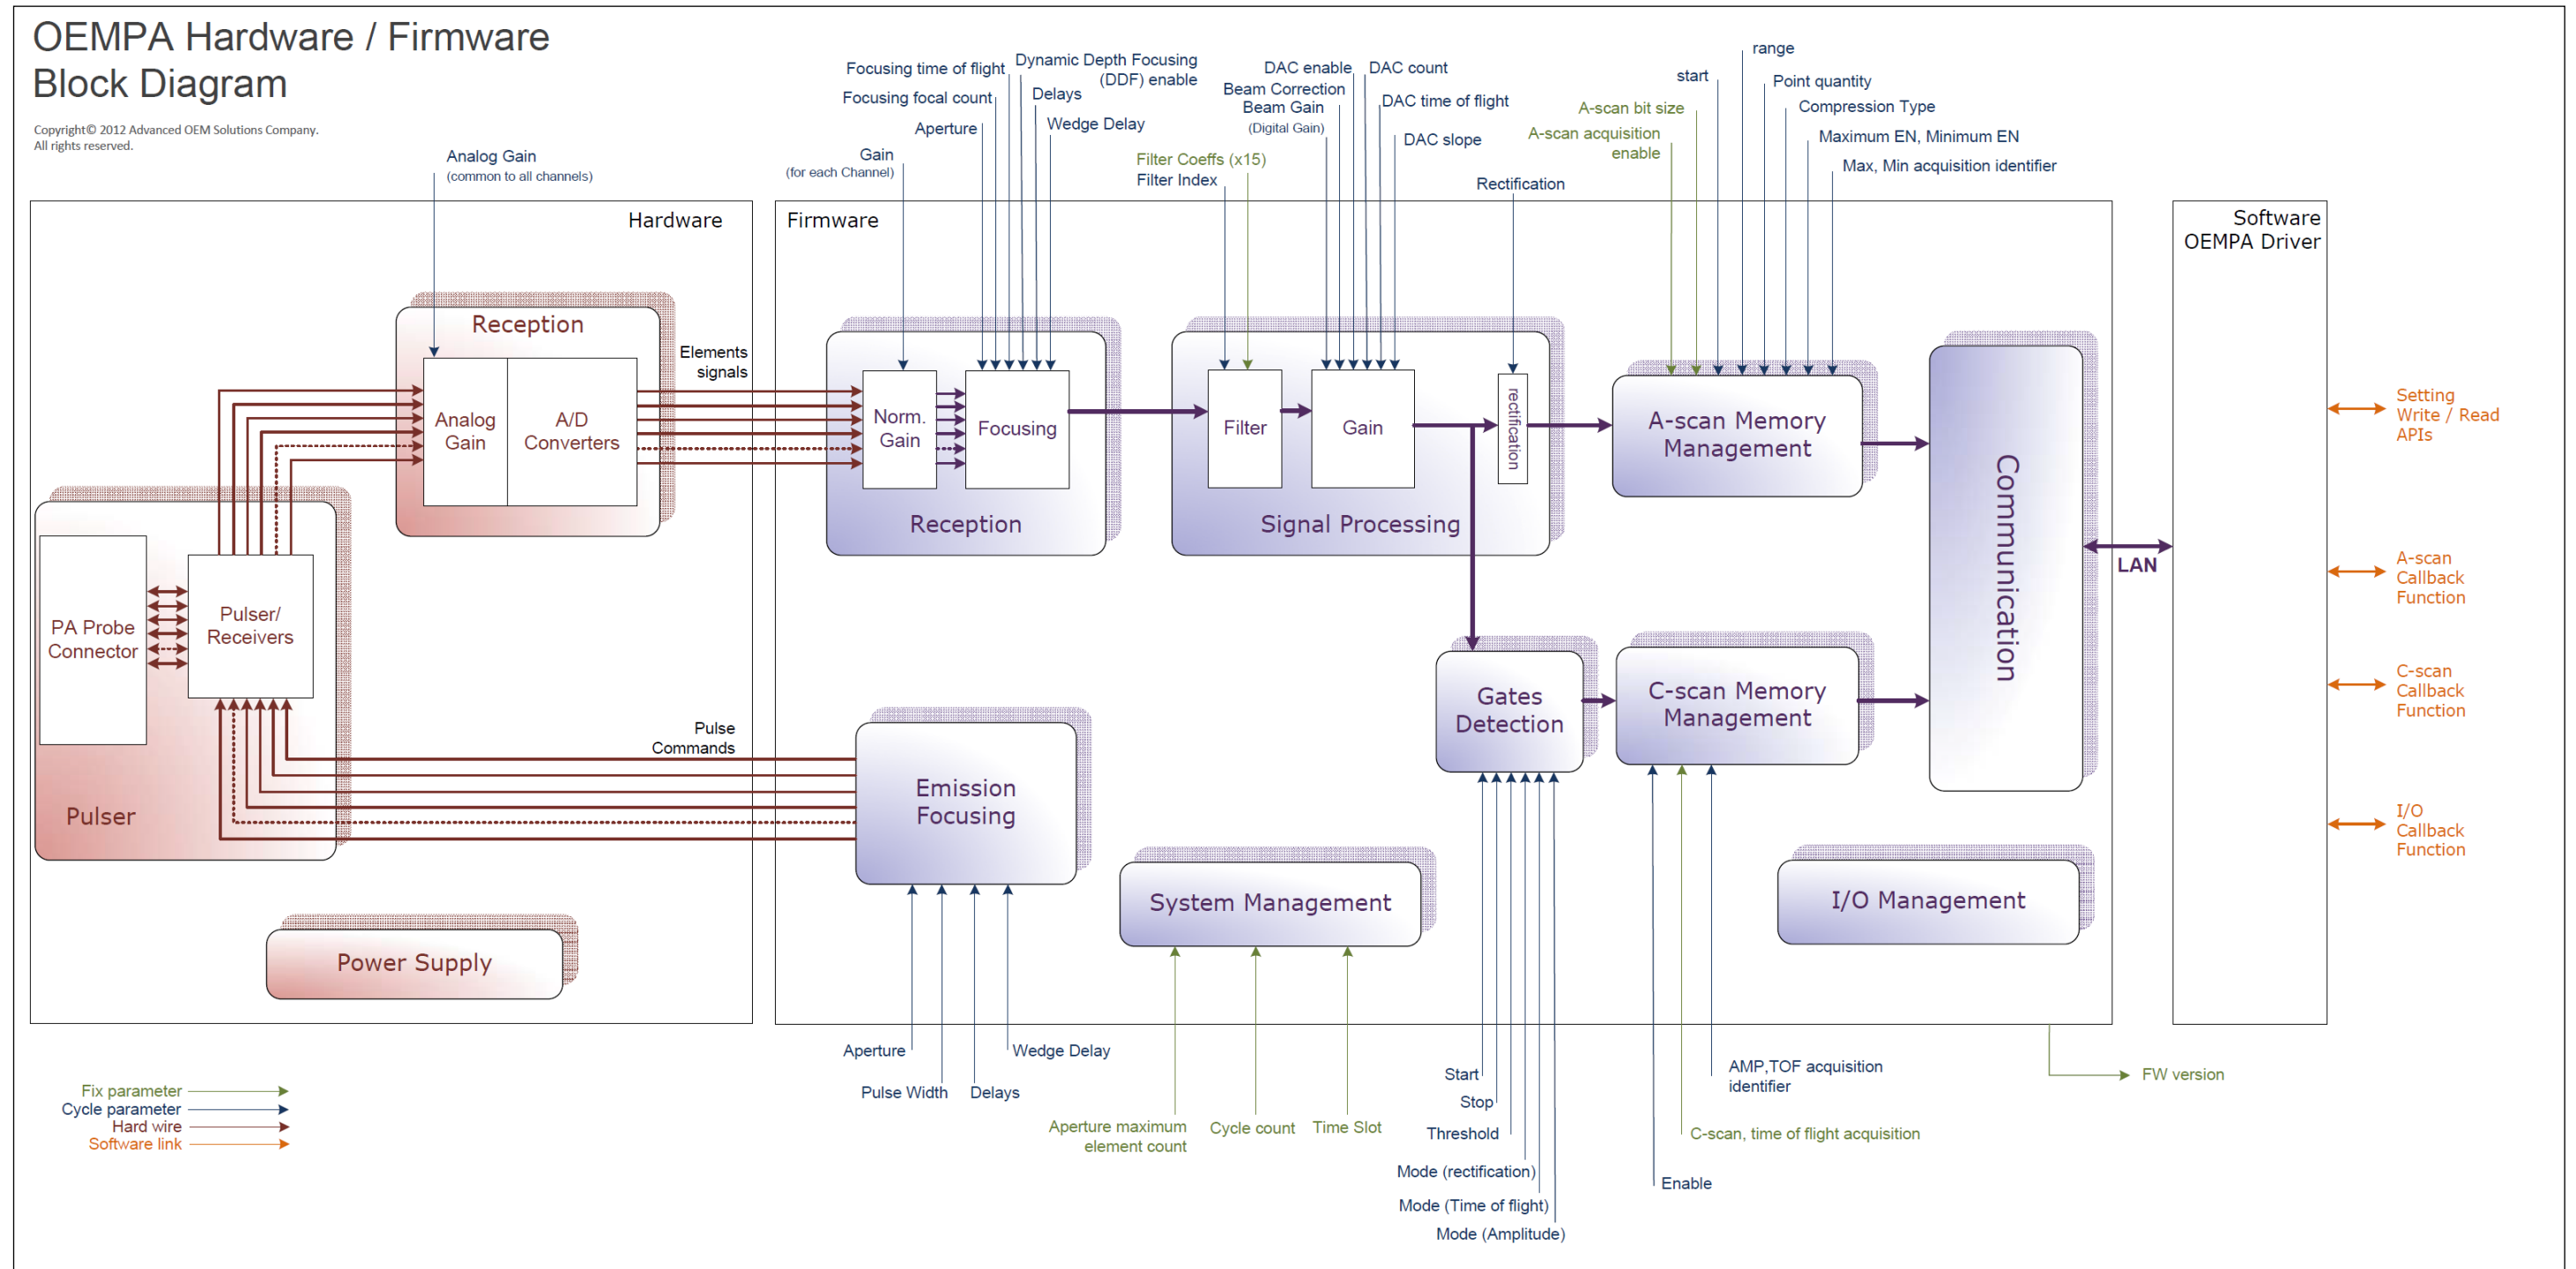 OEMPA Hardware / Firmware
Block Diagram
Copyright© 2012 Advanced OEM Solutions Company.
All rights reserved.
Analog Gain
(common to all channels)
Gain
(for each Channel)
Focusing time of flight
Focusing focal count
Aperture
Dynamic Depth Focusing
(DDF) enable
Delays
Wedge Delay
Filter Coeffs (x15)
Filter Index
DAC enable
Beam Correction
Beam Gain
(Digital Gain)
DAC count
DAC time of flight
DAC slope
Rectification
A-scan bit size
A-scan acquisition
enable
start
range
Point quantity
Compression Type
Maximum EN, Minimum EN
Max, Min acquisition identifier
Hardware
Firmware
Software
OEMPA Driver
Reception
Analog
Gain
A/D
Converters
Elements
signals
Norm.
Gain
Focusing
Reception
Filter
Gain
rectification
Signal Processing
A-scan Memory
Management
Communication
LAN
Setting
Write / Read
APIs
A-scan
Callback
Function
C-scan
Callback
Function
I/O
Callback
Function
PA Probe
Connector
Pulser/
Receivers
Pulser
Pulse
Commands
Emission
Focusing
Gates
Detection
C-scan Memory
Management
System Management
I/O Management
Power Supply
Aperture
Pulse Width
Delays
Wedge Delay
Aperture maximum
element count
Cycle count
Time Slot
Start
Stop
Threshold
Mode (rectification)
Mode (Time of flight)
Mode (Amplitude)
AMP,TOF acquisition
identifier
C-scan, time of flight acquisition
Enable
FW version
Fix parameter
Cycle parameter
Hard wire
Software link